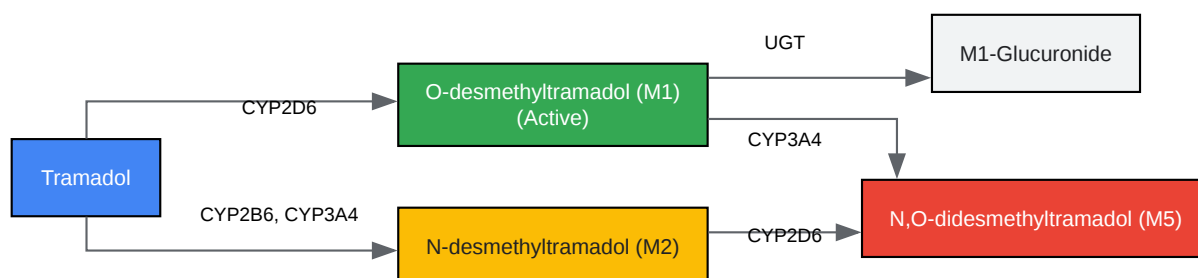 UGT
M1-Glucuronide
O-desmethyltramadol (M1)
(Active)
CYP2D6
CYP3A4
Tramadol
N,O-didesmethyltramadol (M5)
CYP2B6, CYP3A4
N-desmethyltramadol (M2)
CYP2D6